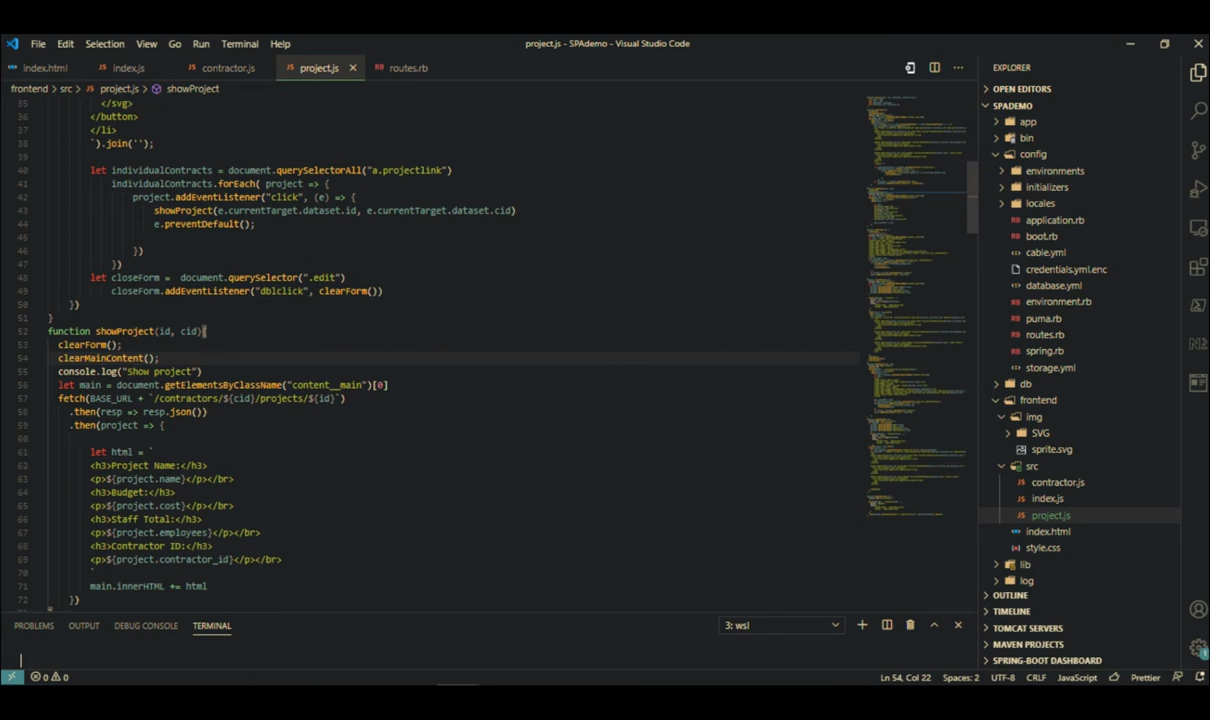 File Edit Selection View Go Run Terminal Help
project.js - SPAdemo - Visual Studio Code
index.html index.js contractor.js project.js routes.rb
frontend > src > JS project.js > showProject
35 </svg>
36 </button>
37 </li>
38 `).join('');
39
40 let individualContracts = document.querySelectorAll("a.projectlink")
41 individualContracts.forEach( project => {
42 project.addEventListener("click", (e) => {
43 showProject(e.currentTarget.dataset.id, e.currentTarget.dataset.cid)
44 e.preventDefault();
45
46 })
47 })
48 let closeForm =  document.querySelector(".edit")
49 closeForm.addEventListener("dblclick", clearForm())
50 })
51 }
52 function showProject(id, cid){
53 clearForm();
54 clearMainContent();
55 console.log("Show project")
56 let main = document.getElementsByClassName("content__main")[0]
57 fetch(BASE_URL + `/contractors/${cid}/projects/${id}`)
58 .then(resp => resp.json())
59 .then(project => {
60
61 let html = `
62 <h3>Project Name:</h3>
63 <p>${project.name}</p></br>
64 <h3>Budget:</h3>
65 <p>${project.cost}</p></br>
66 <h3>Staff Total:</h3>
67 <p>${project.employees}</p></br>
68 <h3>Contractor ID:</h3>
69 <p>${project.contractor_id}</p></br>
70 `
71 main.innerHTML += html
72 })
PROBLEMS OUTPUT DEBUG CONSOLE TERMINAL
3: wsl
EXPLORER
OPEN EDITORS
SPADEMO
app
bin
config
environments
initializers
locales
RB application.rb
RB boot.rb
cable.yml
credentials.yml.enc
database.yml
RB environment.rb
RB puma.rb
RB routes.rb
RB spring.rb
storage.yml
db
frontend
img
SVG
sprite.svg
src
JS contractor.js
JS index.js
JS project.js
index.html
style.css
lib
log
OUTLINE
TIMELINE
TOMCAT SERVERS
MAVEN PROJECTS
SPRING-BOOT DASHBOARD
0 0
Ln 54, Col 22 Spaces: 2 UTF-8 CRLF JavaScript Prettier